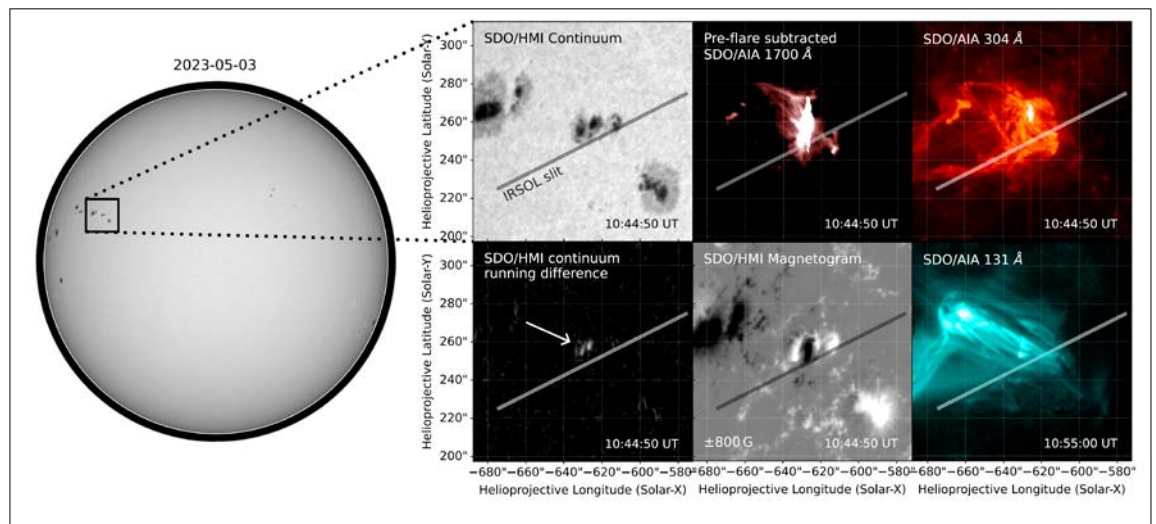 2023-05-03
SDO/HMI Continuum
IRSOL slit
10:44:50 UT
Pre-flare subtracted
SDO/AIA 1700 Å
10:44:50 UT
SDO/AIA 304 Å
10:44:50 UT
Helioprojective Latitude (Solar-Y)
300"
280"
260"
240"
220"
200"
SDO/HMI continuum
running difference
10:44:50 UT
SDO/HMI Magnetogram
±800 G
10:44:50 UT
SDO/AIA 131 Å
10:55:00 UT
Helioprojective Latitude (Solar-Y)
300"
280"
260"
240"
220"
200"
−680" −660" −640" −620" −600" −580" −680" −660" −640" −620" −600" −580" −680" −660" −640" −620" −600" −580"
Helioprojective Longitude (Solar-X) Helioprojective Longitude (Solar-X) Helioprojective Longitude (Solar-X)